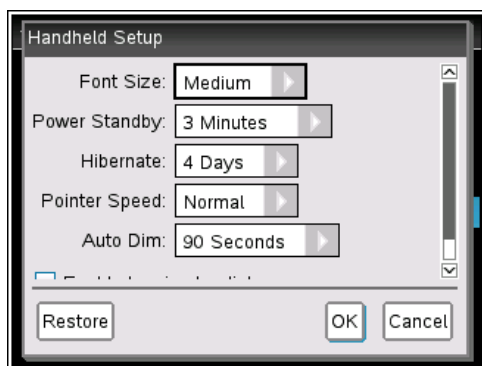 Handheld Setup
Font Size: Medium
Power Standby: 3 Minutes
Hibernate: 4 Days
Pointer Speed: Normal
Auto Dim: 90 Seconds
Restore OK Cancel